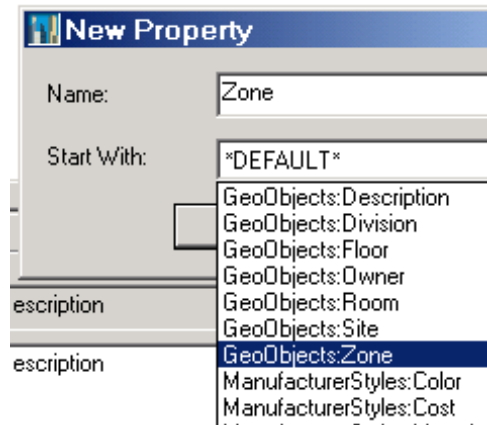 New Property
Name: Zone
Start With: *DEFAULT*
GeoObjects:Description
GeoObjects:Division
GeoObjects:Floor
GeoObjects:Owner
GeoObjects:Room
GeoObjects:Site
GeoObjects:Zone
ManufacturerStyles:Color
ManufacturerStyles:Cost
escription
escription